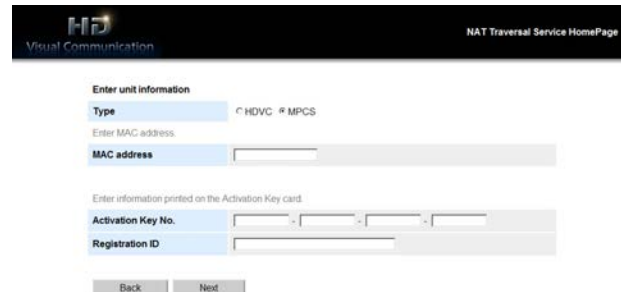 HD
Visual Communication
NAT Traversal Service HomePage
Enter unit information
Type HDVC MPCS
Enter MAC address.
MAC address
Enter information printed on the Activation Key card.
Activation Key No. - - -
Registration ID
Back Next